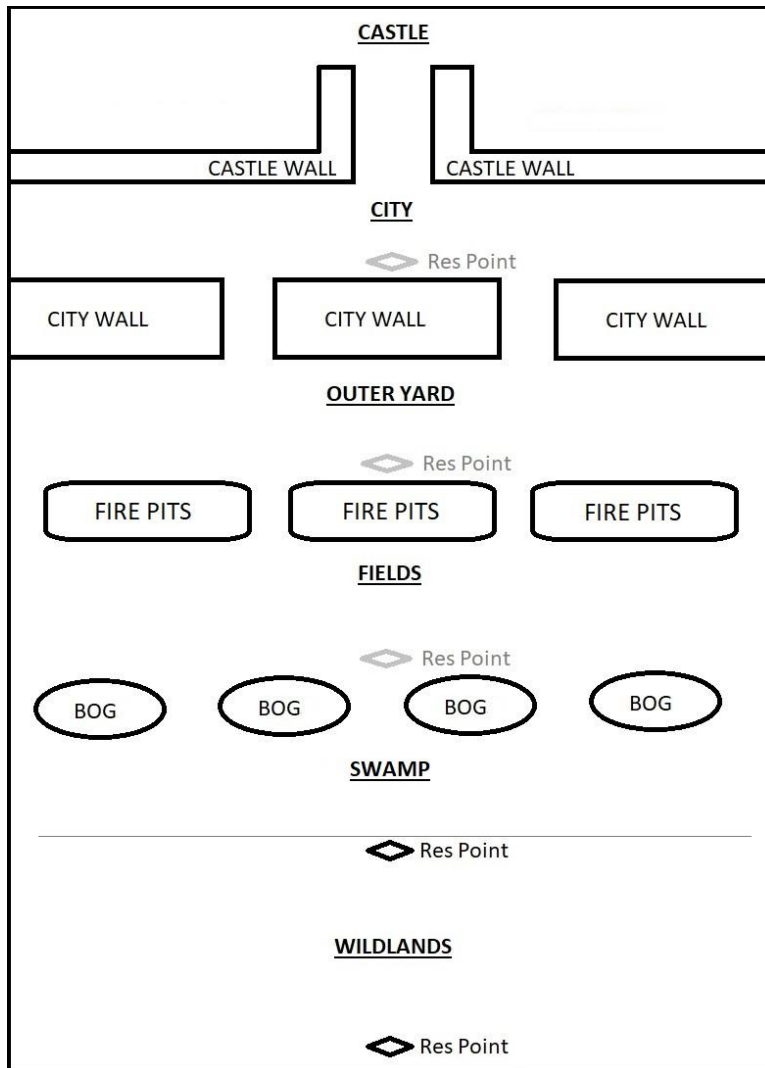 CASTLE
CASTLE WALL CASTLE WALL
CITY
Res Point
CITY WALL CITY WALL CITY WALL
OUTER YARD
Res Point
FIRE PITS FIRE PITS FIRE PITS
FIELDS
Res Point
BOG BOG BOG BOG
SWAMP
Res Point
WILDLANDS
Res Point